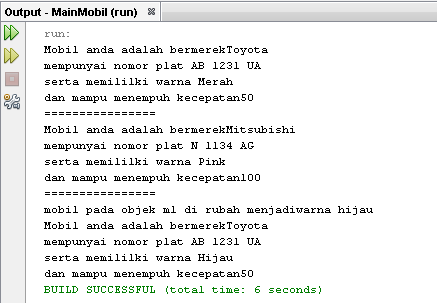 Output - MainMobil (run)
run:
Mobil anda adalah bermerekToyota
mempunyai nomor plat AB 1231 UA
serta memililki warna Merah
dan mampu menempuh kecepatan50
================
Mobil anda adalah bermerekMitsubishi
mempunyai nomor plat N 1134 AG
serta memililki warna Pink
dan mampu menempuh kecepatan100
================
mobil pada objek m1 di rubah menjadiwarna hijau
Mobil anda adalah bermerekToyota
mempunyai nomor plat AB 1231 UA
serta memililki warna Hijau
dan mampu menempuh kecepatan50
BUILD SUCCESSFUL (total time: 6 seconds)